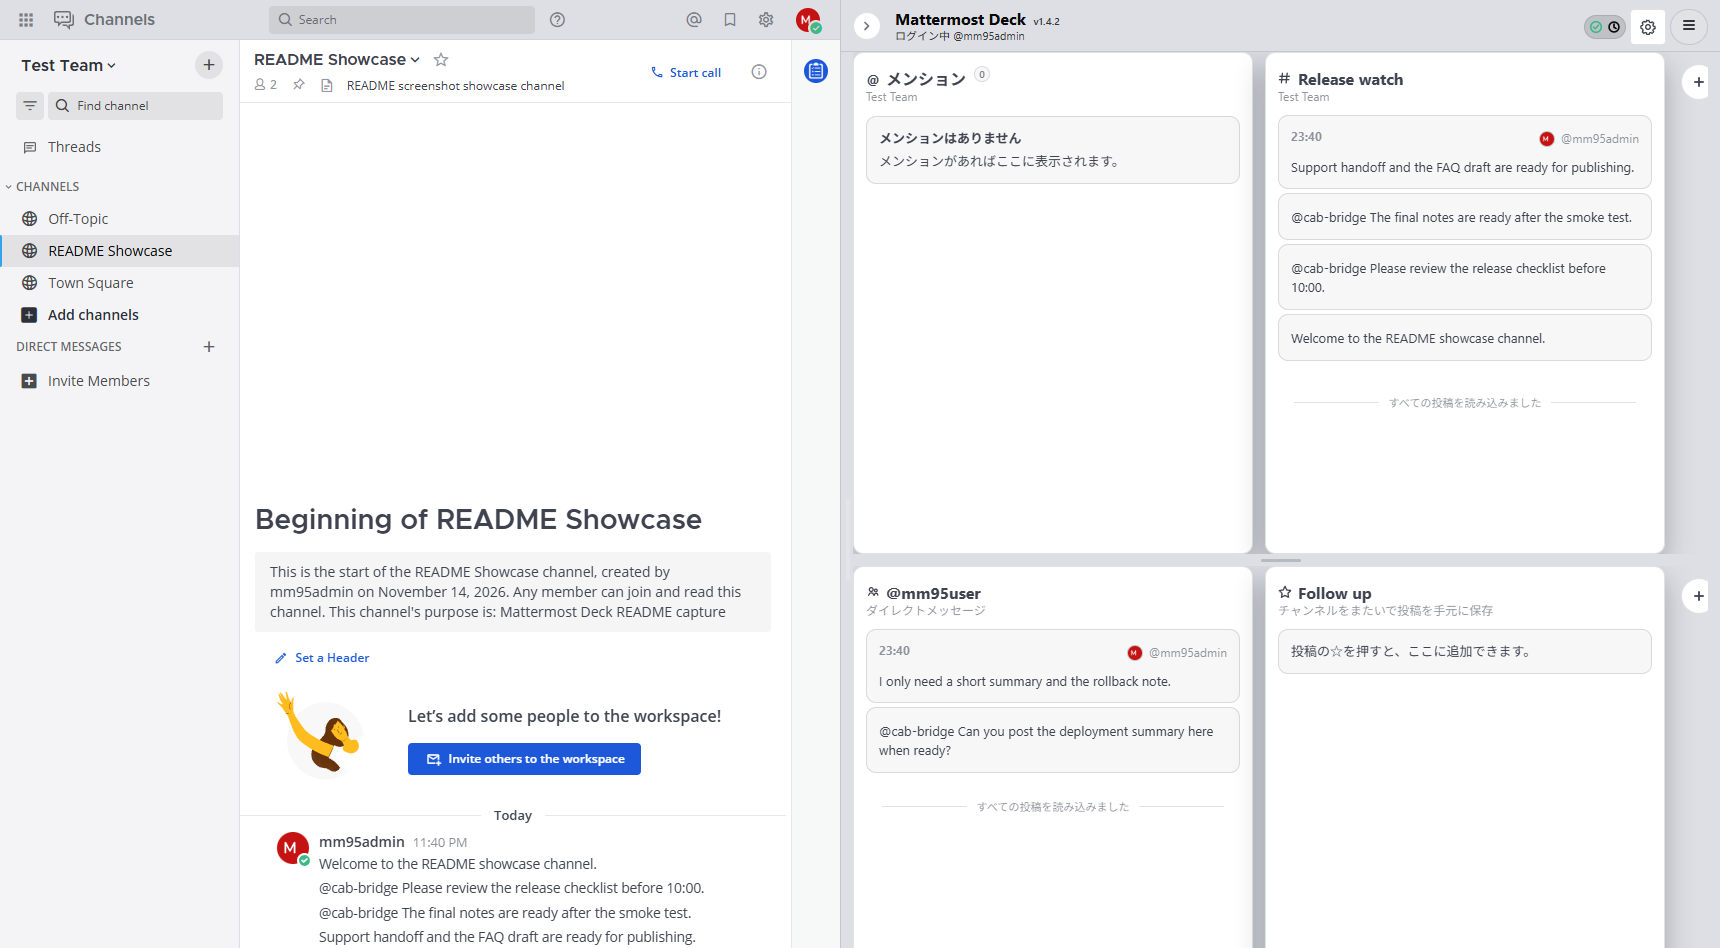 Channels
Search
Test Team
Find channel
Threads
CHANNELS
Off-Topic
README Showcase
Town Square
Add channels
DIRECT MESSAGES
Invite Members
README Showcase
2
README screenshot showcase channel
Start call
Beginning of README Showcase
This is the start of the README Showcase channel, created by
mm95admin on November 14, 2026. Any member can join and read this
channel. This channel's purpose is: Mattermost Deck README capture
Set a Header
Let's add some people to the workspace!
Invite others to the workspace
Today
M
mm95admin 11:40 PM
Welcome to the README showcase channel.
@cab-bridge Please review the release checklist before 10:00.
@cab-bridge The final notes are ready after the smoke test.
Support handoff and the FAQ draft are ready for publishing.
M
Mattermost Deck v1.4.2
ログイン中 @mm95admin
@ メンション 0
Test Team
メンションはありません
メンションがあればここに表示されます。
# Release watch
Test Team
23:40 M @mm95admin
Support handoff and the FAQ draft are ready for publishing.
@cab-bridge The final notes are ready after the smoke test.
@cab-bridge Please review the release checklist before
10:00.
Welcome to the README showcase channel.
すべての投稿を読み込みました
@mm95user
ダイレクトメッセージ
23:40 M @mm95admin
I only need a short summary and the rollback note.
@cab-bridge Can you post the deployment summary here
when ready?
すべての投稿を読み込みました
Follow up
チャンネルをまたいで投稿を手元に保存
投稿の☆を押すと、ここに追加できます。